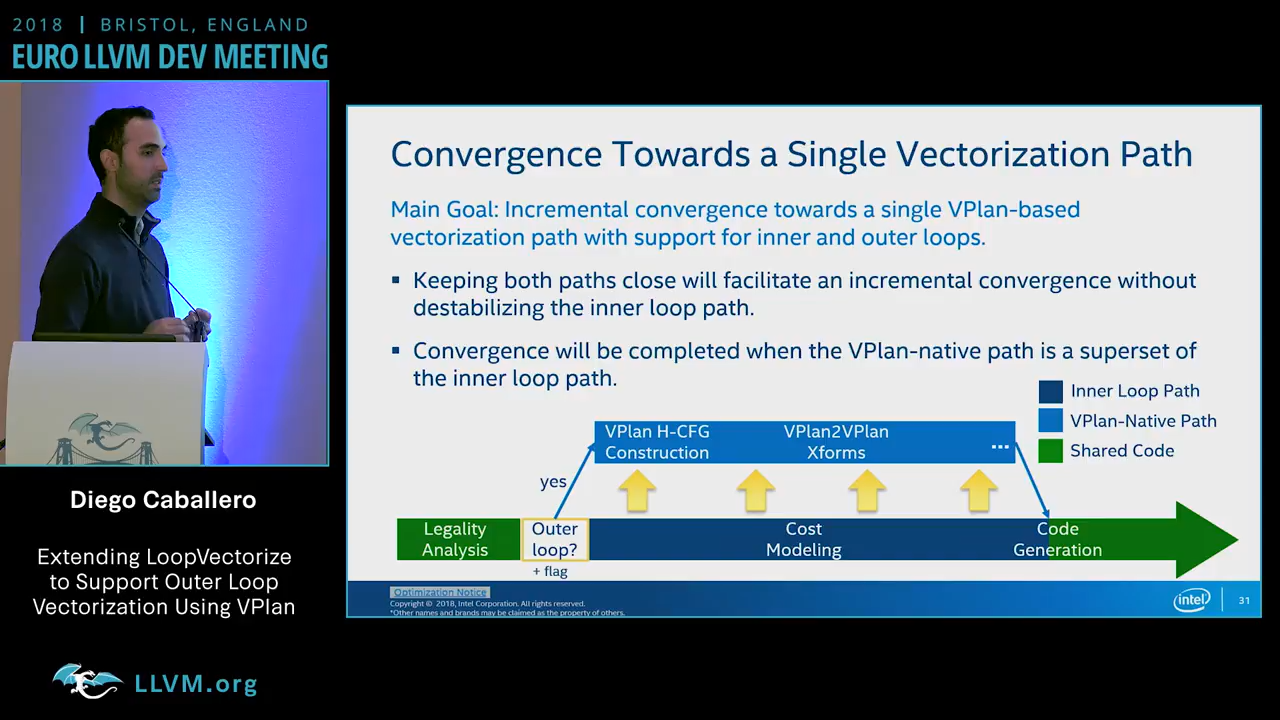 2018 | BRISTOL, ENGLAND
EURO LLVM DEV MEETING
Convergence Towards a Single Vectorization Path
Main Goal: Incremental convergence towards a single VPlan-based
vectorization path with support for inner and outer loops.
▪ Keeping both paths close will facilitate an incremental convergence without
destabilizing the inner loop path.
▪ Convergence will be completed when the VPlan-native path is a superset of
the inner loop path.
Inner Loop Path
VPlan-Native Path
Shared Code
VPlan H-CFG
Construction
VPlan2VPlan
Xforms
...
yes
Legality
Analysis
Outer
loop?
+ flag
Cost
Modeling
Code
Generation
Optimization Notice
Copyright © 2018, Intel Corporation. All rights reserved.
*Other names and brands may be claimed as the property of others.
intel
31
Diego Caballero
Extending LoopVectorize
to Support Outer Loop
Vectorization Using VPlan
LLVM.org